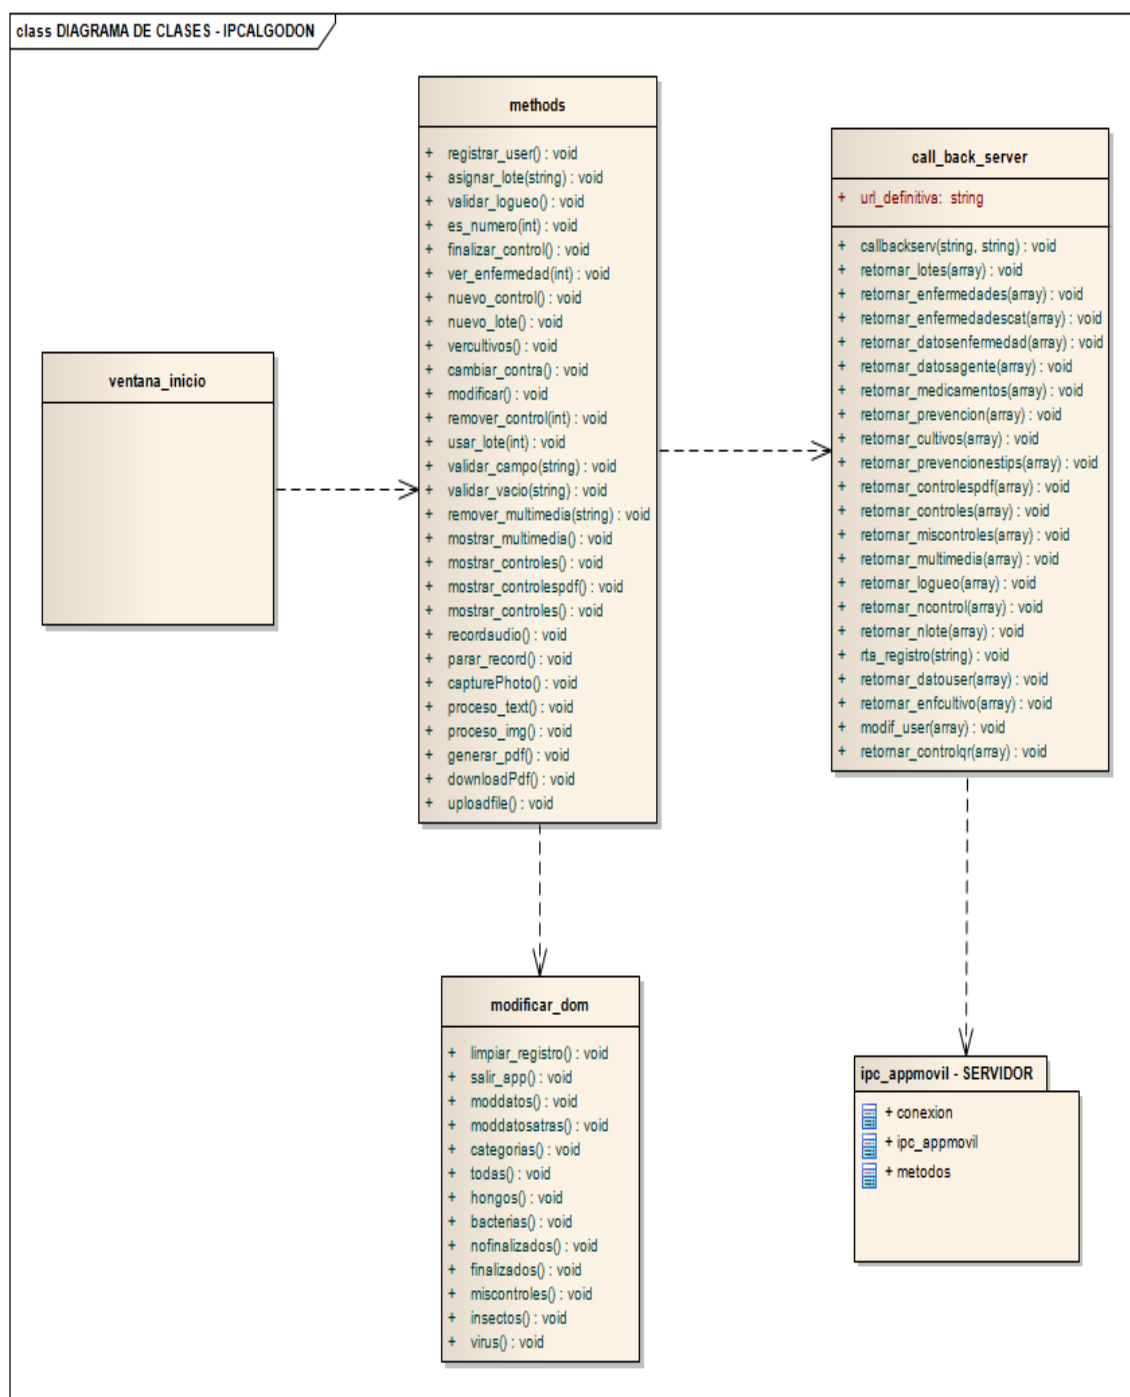 class DIAGRAMA DE CLASES - IPCALGODON
methods
+ registrar_user() : void
+ asignar_lote(string) : void
+ validar_logueo() : void
+ es_numero(int) : void
+ finalizar_control() : void
+ ver_enfermedad(int) : void
+ nuevo_control() : void
+ nuevo_lote() : void
+ vercultivos() : void
+ cambiar_contra() : void
+ modificar() : void
+ remover_control(int) : void
+ usar_lote(int) : void
+ validar_campo(string) : void
+ validar_vacio(string) : void
+ remover_multimedia(string) : void
+ mostrar_multimedia() : void
+ mostrar_controles() : void
+ mostrar_controlespdf() : void
+ mostrar_controles() : void
+ recordaudio() : void
+ parar_record() : void
+ capturePhoto() : void
+ proceso_text() : void
+ proceso_img() : void
+ generar_pdf() : void
+ downloadPdf() : void
+ uploadfile() : void
call_back_server
+ url_definitiva: string
+ callbackserv(string, string) : void
+ retornar_lotes(array) : void
+ retornar_enfermedades(array) : void
+ retornar_enfermedadescat(array) : void
+ retornar_datosenfermedad(array) : void
+ retornar_datosagente(array) : void
+ retornar_medicamentos(array) : void
+ retornar_prevencion(array) : void
+ retornar_cultivos(array) : void
+ retornar_prevencionestips(array) : void
+ retornar_controlespdf(array) : void
+ retornar_controles(array) : void
+ retornar_miscontroles(array) : void
+ retornar_multimedia(array) : void
+ retornar_logueo(array) : void
+ retornar_ncontrol(array) : void
+ retornar_nlote(array) : void
+ rta_registro(string) : void
+ retornar_datouser(array) : void
+ retornar_enfcultivo(array) : void
+ modif_user(array) : void
+ retornar_controlqr(array) : void
ventana_inicio
modificar_dom
+ limpiar_registro() : void
+ salir_app() : void
+ moddatos() : void
+ moddatosatras() : void
+ categorias() : void
+ todas() : void
+ hongos() : void
+ bacterias() : void
+ nofinalizados() : void
+ finalizados() : void
+ miscontroles() : void
+ insectos() : void
+ virus() : void
ipc_appmovil - SERVIDOR
+ conexion
+ ipc_appmovil
+ metodos